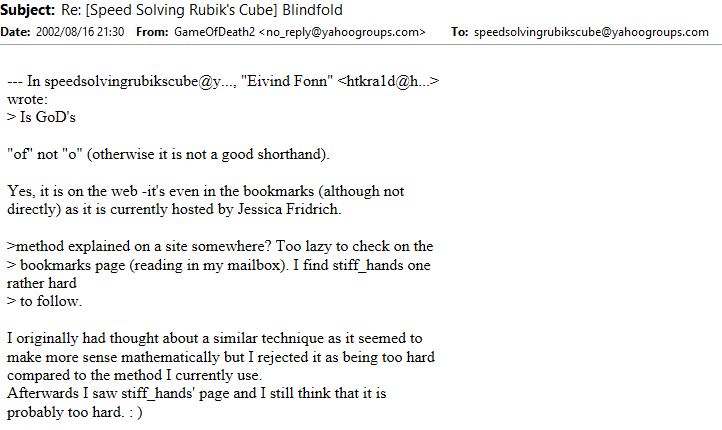 Subject: Re: [Speed Solving Rubik's Cube] Blindfold
Date: 2002/08/16 21:30 From: GameOfDeath2 <no_reply@yahoogroups.com> To: speedsolvingrubikscube@yahoogroups.com
--- In speedsolvingrubikscube@y..., "Eivind Fonn" <htkra1d@h...>
wrote:
> Is GoD's
"of" not "o" (otherwise it is not a good shorthand).
Yes, it is on the web -it's even in the bookmarks (although not
directly) as it is currently hosted by Jessica Fridrich.
>method explained on a site somewhere? Too lazy to check on the
> bookmarks page (reading in my mailbox). I find stiff_hands one
rather hard
> to follow.
I originally had thought about a similar technique as it seemed to
make more sense mathematically but I rejected it as being too hard
compared to the method I currently use.
Afterwards I saw stiff_hands' page and I still think that it is
probably too hard. : )